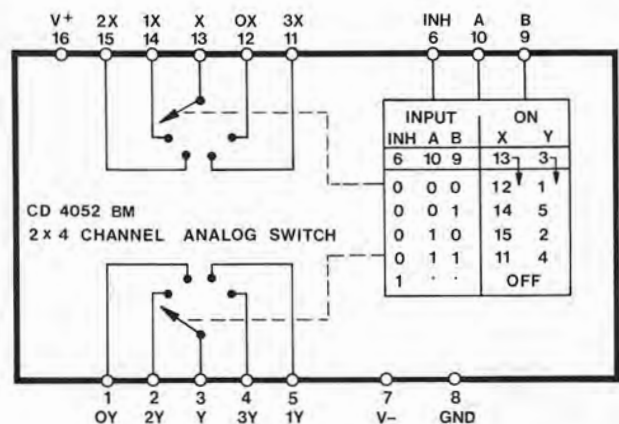 V+ 2X 1X X OX 3X INH A B
16 15 14 13 12 11 6 10 9
INPUT ON
INH A B X Y
6 10 9 13 3
0 0 0 12 1
0 0 1 14 5
0 1 0 15 2
0 1 1 11 4
1 · · OFF
CD 4052 BM
2 x 4 CHANNEL ANALOG SWITCH
1 2 3 4 5 7 8
OY 2Y Y 3Y 1Y V- GND